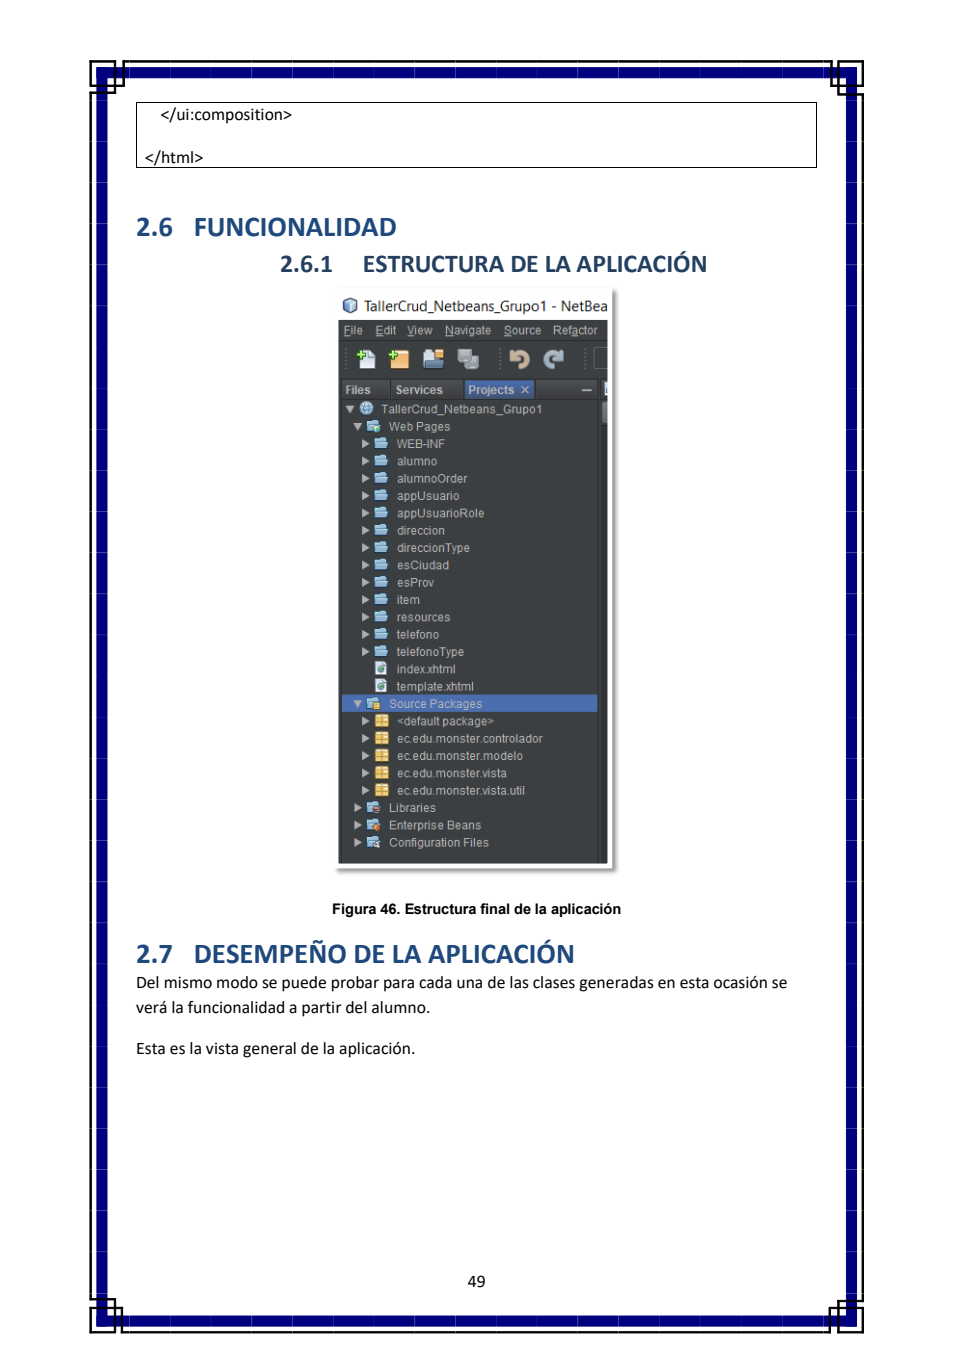 </ui:composition>
</html>
2.6 FUNCIONALIDAD
2.6.1 ESTRUCTURA DE LA APLICACIÓN
TallerCrud_Netbeans_Grupo1 - NetBea
File Edit View Navigate Source Refactor
Files Services Projects ×
TallerCrud_Netbeans_Grupo1
Web Pages
WEB-INF
alumno
alumnoOrder
appUsuario
appUsuarioRole
direccion
direccionType
esCiudad
esProv
item
resources
telefono
telefonoType
index.xhtml
template.xhtml
Source Packages
<default package>
ec.edu.monster.controlador
ec.edu.monster.modelo
ec.edu.monster.vista
ec.edu.monster.vista.util
Libraries
Enterprise Beans
Configuration Files
Figura 46. Estructura final de la aplicación
2.7 DESEMPEÑO DE LA APLICACIÓN
Del mismo modo se puede probar para cada una de las clases generadas en esta ocasión se
verá la funcionalidad a partir del alumno.
Esta es la vista general de la aplicación.
49